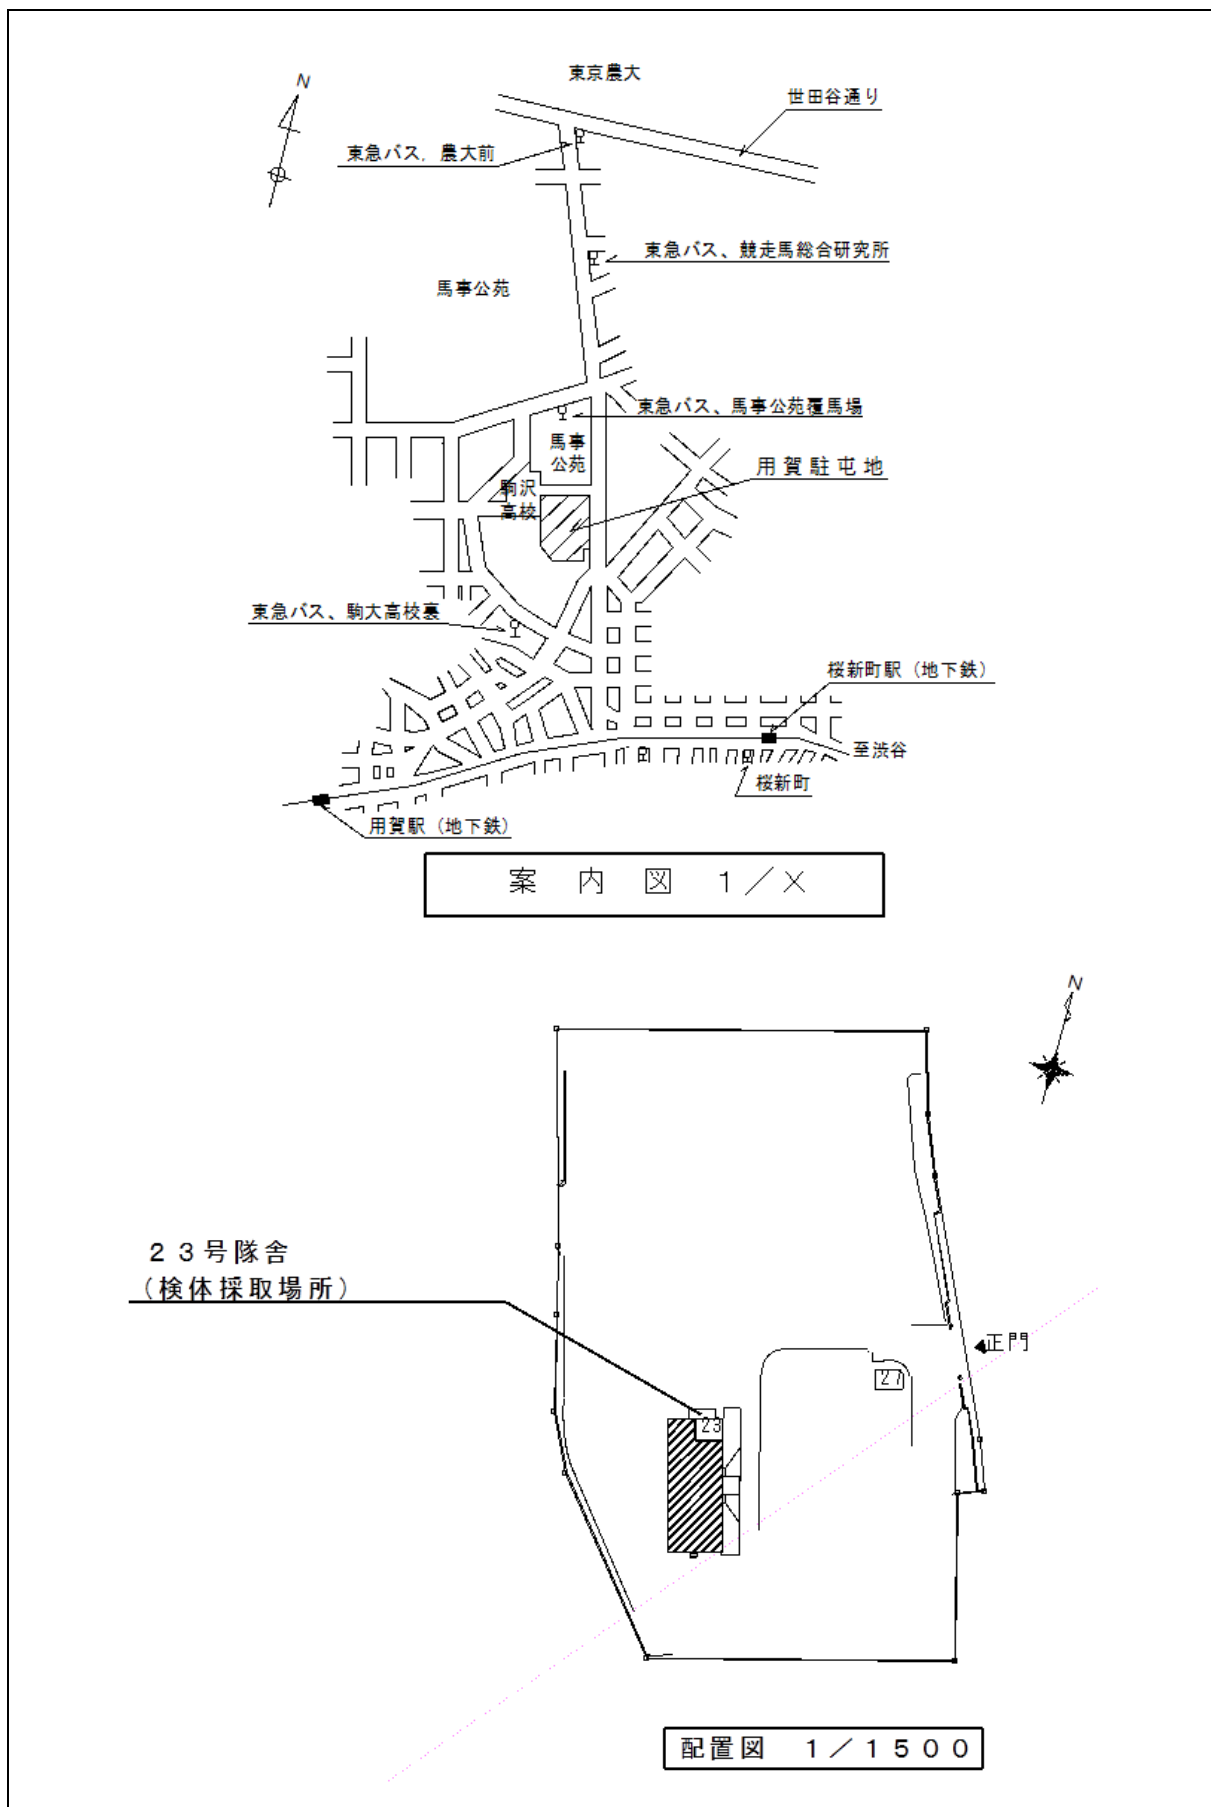 N
東京農大
世田谷通り
東急バス，農大前
東急バス、競走馬総合研究所
馬事公苑
東急バス、馬事公苑覆馬場
馬事
公苑
用賀駐屯地
駒沢
高校
東急バス、駒大高校裏
桜新町駅（地下鉄）
至渋谷
桜新町
用賀駅（地下鉄）
案内図 １／Ｘ
N
２３号隊舎
（検体採取場所）
正門
27
23
配置図 １／１５００